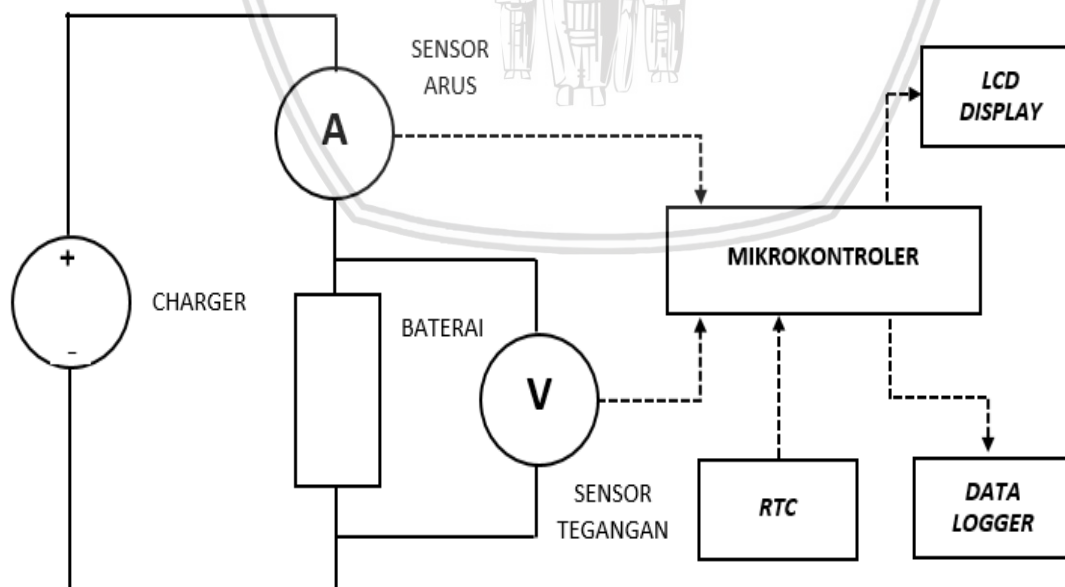 SENSOR
ARUS
A
LCD
DISPLAY
+
CHARGER
-
MIKROKONTROLER
BATERAI
V
SENSOR
TEGANGAN
RTC
DATA
LOGGER